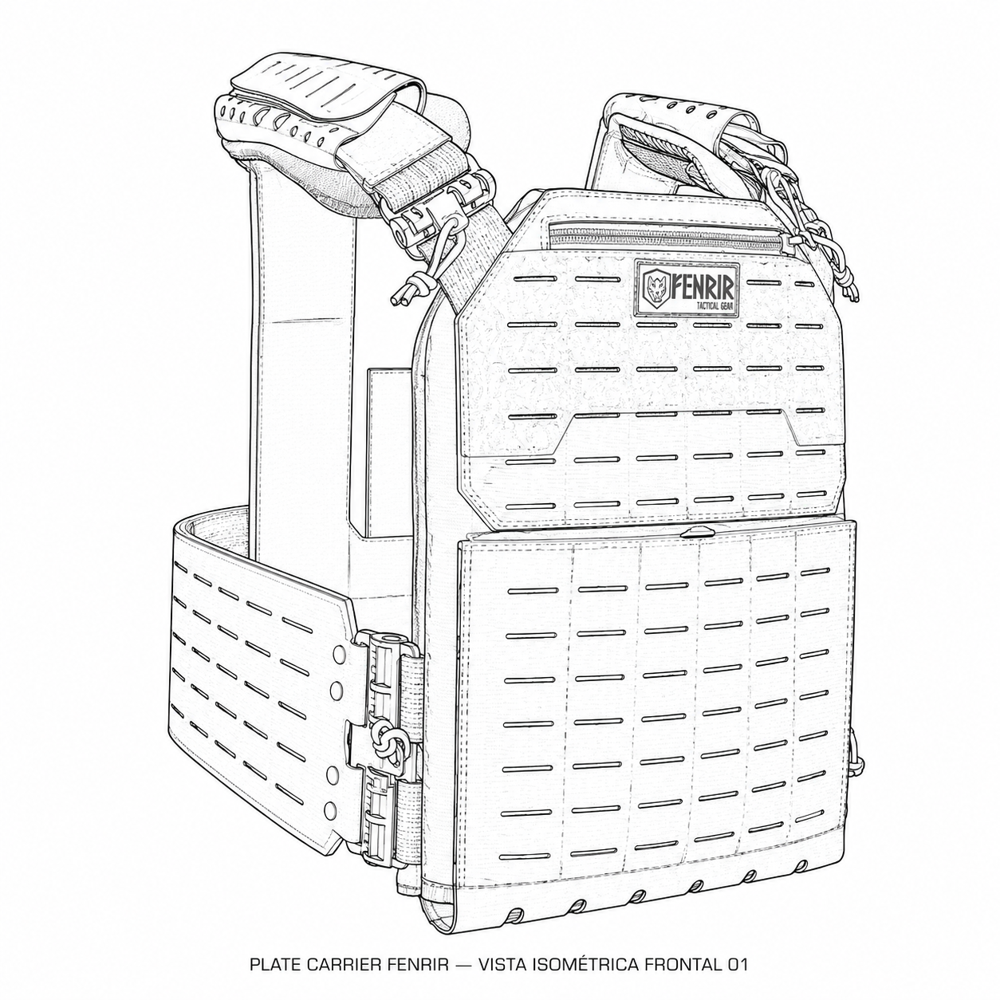 FENRIR
TACTICAL GEAR
PLATE CARRIER FENRIR — VISTA ISOMÉTRICA FRONTAL 01